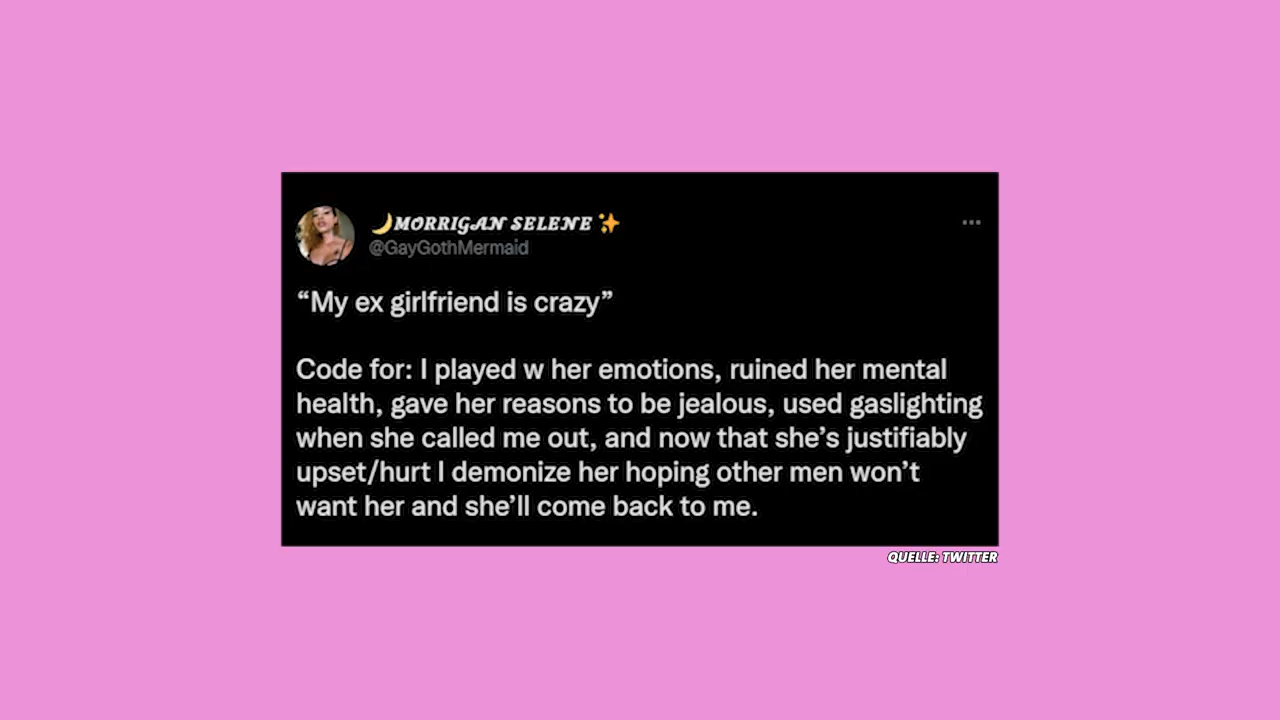 🌙MORRIGAN SELENE ✨
@GayGothMermaid
“My ex girlfriend is crazy”
Code for: I played w her emotions, ruined her mental
health, gave her reasons to be jealous, used gaslighting
when she called me out, and now that she’s justifiably
upset/hurt I demonize her hoping other men won’t
want her and she’ll come back to me.
QUELLE: TWITTER